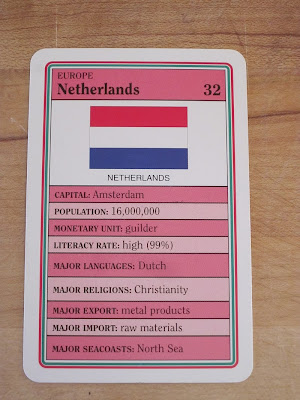 EUROPE
Netherlands 32
NETHERLANDS
CAPITAL: Amsterdam
POPULATION: 16,000,000
MONETARY UNIT: guilder
LITERACY RATE: high (99%)
MAJOR LANGUAGES: Dutch
MAJOR RELIGIONS: Christianity
MAJOR EXPORT: metal products
MAJOR IMPORT: raw materials
MAJOR SEACOASTS: North Sea